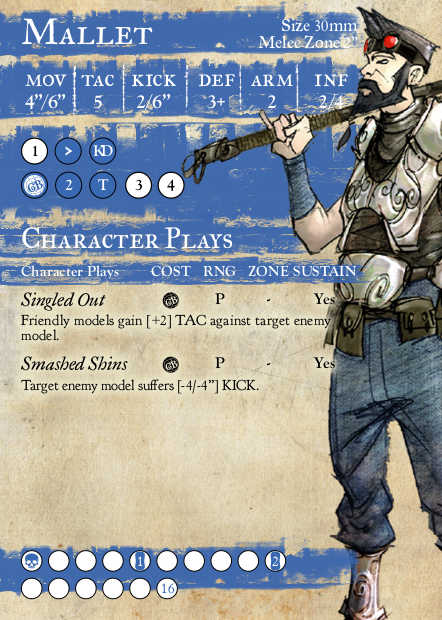 Mallet
Size 30mm
Melee Zone 2"
MOV TAC KICK DEF ARM INF
4"/6" 5 2/6" 3+ 2 2/4
1 > KD
GB 2 T 3 4
Character Plays
Character Plays COST RNG ZONE SUSTAIN
Singled Out GB P - Yes
Friendly models gain [+2] TAC against target enemy
model.
Smashed Shins GB P - Yes
Target enemy model suffers [-4/-4"] KICK.
1 2
16